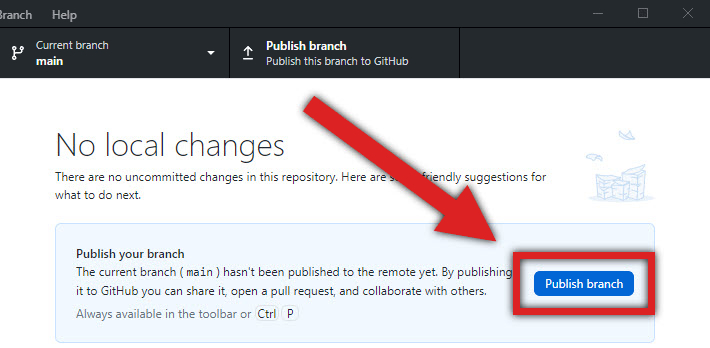 Branch Help
Current branch
main
Publish branch
Publish this branch to GitHub
No local changes
There are no uncommitted changes in this repository. Here are friendly suggestions for
what to do next.
Publish your branch
The current branch (main) hasn't been published to the remote yet. By publishing
it to GitHub you can share it, open a pull request, and collaborate with others.
Always available in the toolbar or Ctrl P
Publish branch